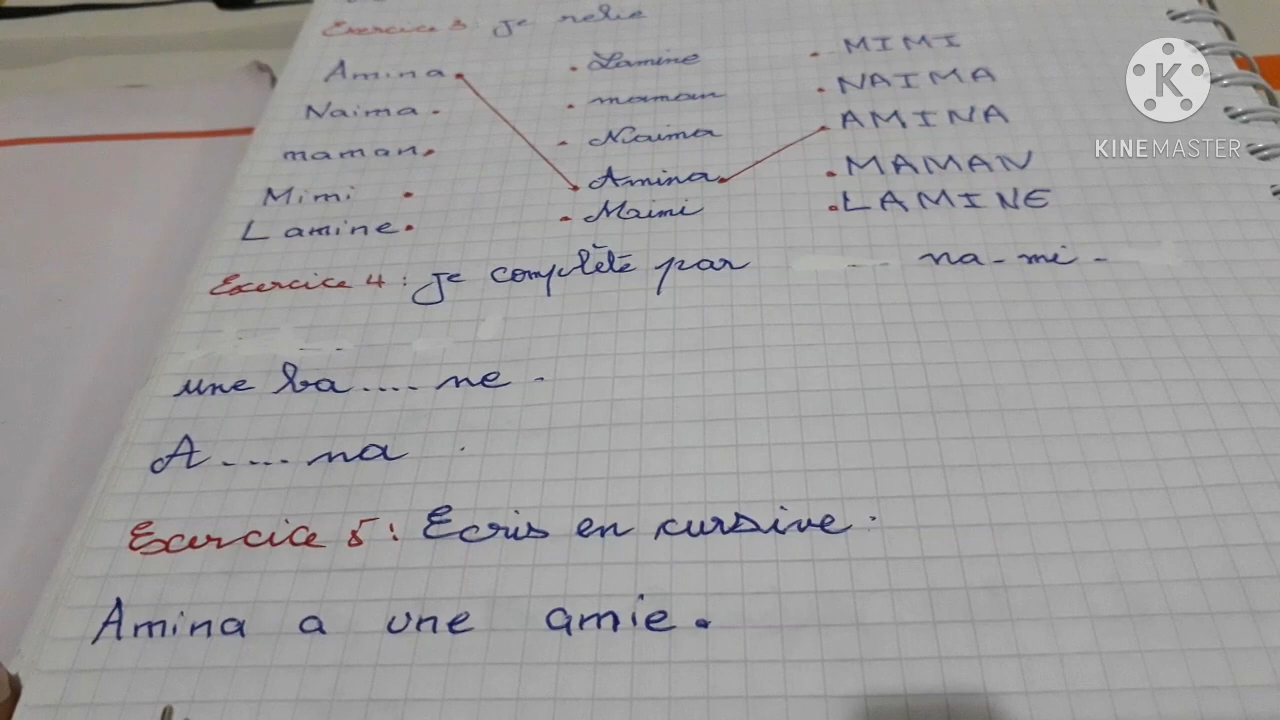 Exercice 3: Je relie
Amina . . Lamine . MIMI
Naima . . maman . NAIMA
maman . . Naima . AMINA
Mimi . . Amina . MAMAN
Lamine . . Maimi . LAMINE
Exercice 4 : Je complète par na - mi -
une ba .... ne .
A .... na
Exercice 5 : Ecris en cursive .
Amina a une amie .
K
KINEMASTER